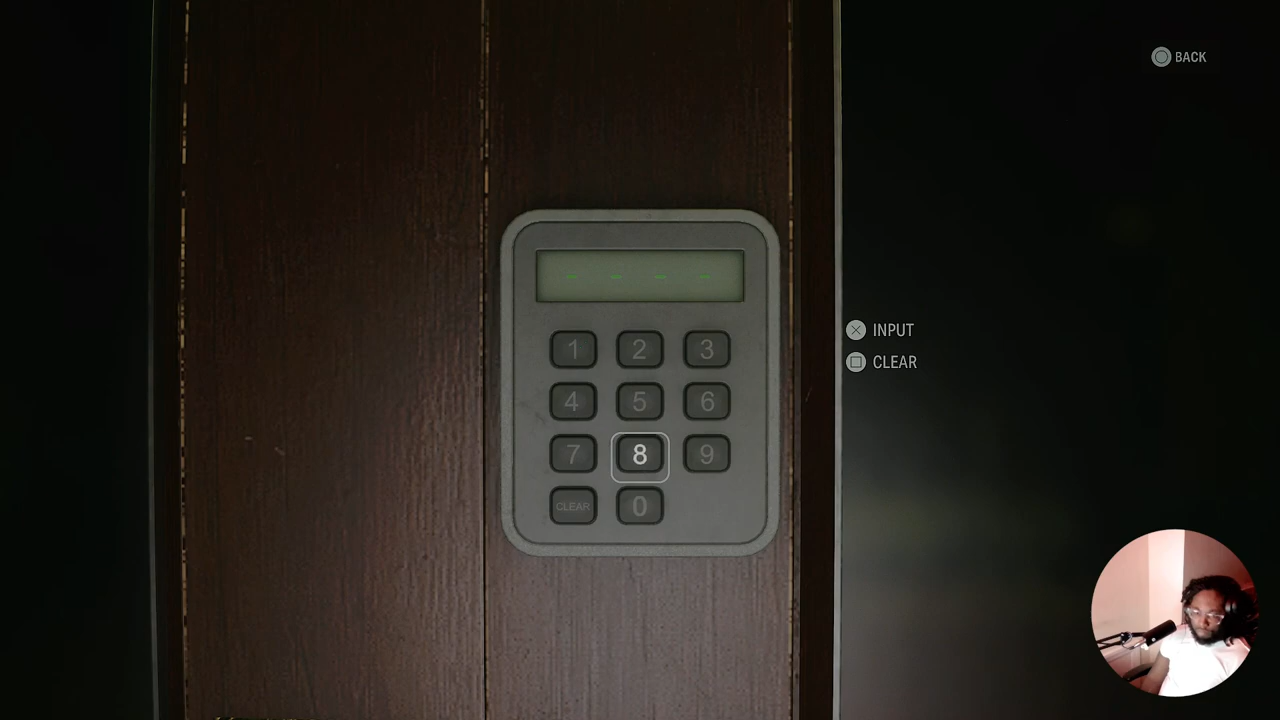 BACK
- - - -
1 2 3
INPUT
CLEAR
4 5 6
7 8 9
CLEAR 0